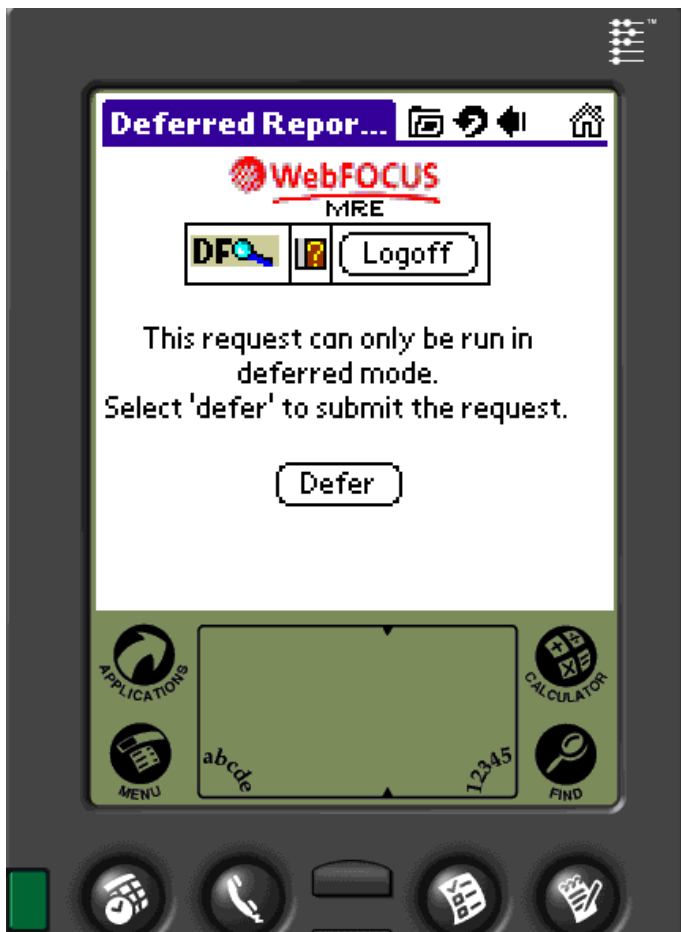 ™
Deferred Repor...
WebFOCUS
MRE
DF
Logoff
This request can only be run in
deferred mode.
Select 'defer' to submit the request.
Defer
APPLICATIONS
CALCULATOR
abcde
12345
MENU
FIND